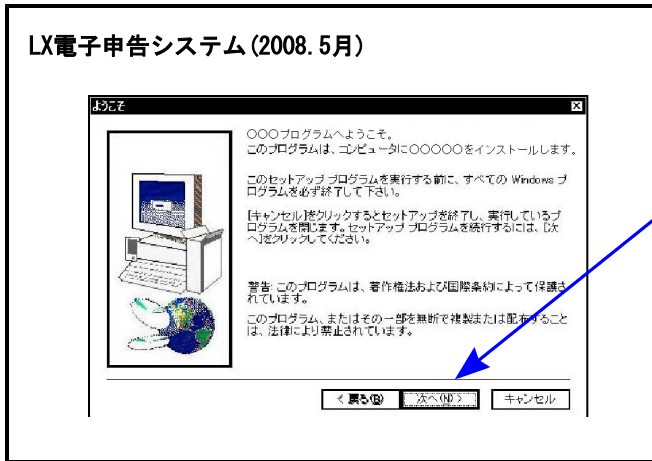 LX電子申告システム(2008.5月)
ようこそ
○○○プログラムへようこそ。
このプログラムは、コンピュータに○○○○○をインストールします。
このセットアップ プログラムを実行する前に、すべての Windows プ
ログラムを必ず終了して下さい。
[キャンセル]をクリックするとセットアップを終了し、実行しているプ
ログラムを閉じます。セットアップ プログラムを続行するには、[次
へ]をクリックしてください。
警告: このプログラムは、著作権法および国際条約によって保護さ
れています。
このプログラム、またはその一部を無断で複製または配布すること
は、法律により禁止されています。
< 戻る(B) 次へ(N) > キャンセル